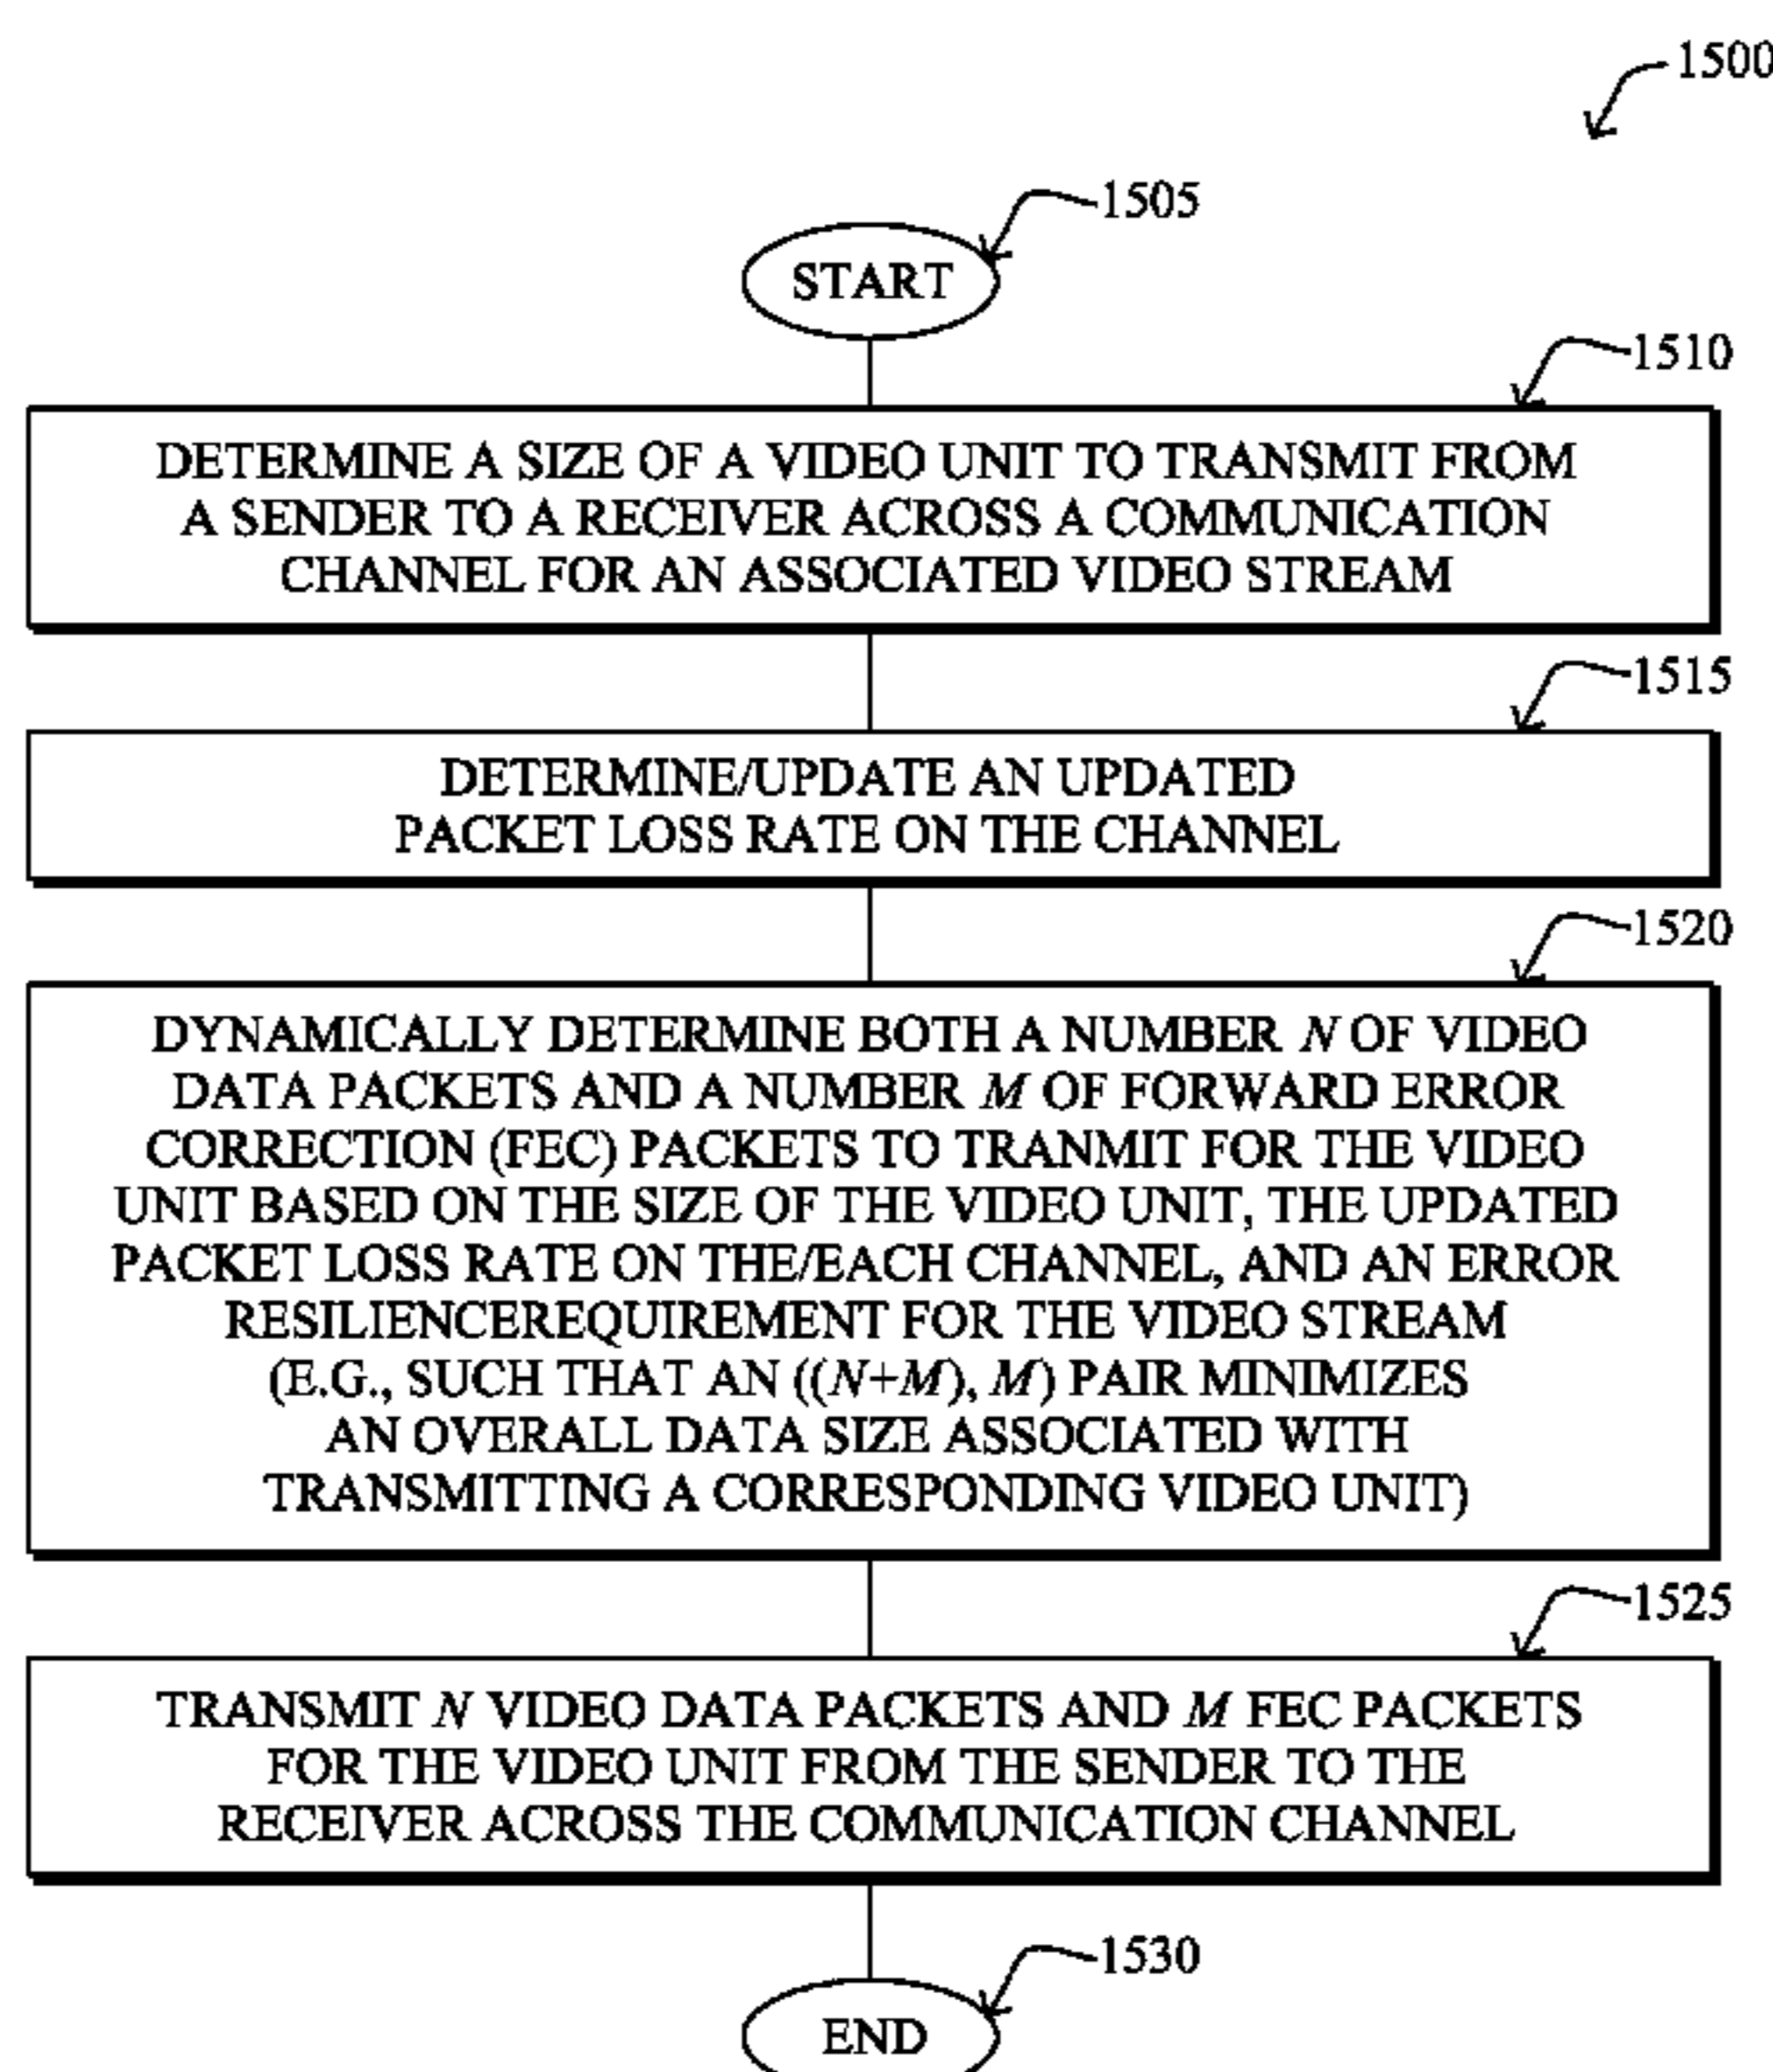 1500
1505
START
1510
DETERMINE A SIZE OF A VIDEO UNIT TO TRANSMIT FROM
A SENDER TO A RECEIVER ACROSS A COMMUNICATION
CHANNEL FOR AN ASSOCIATED VIDEO STREAM
1515
DETERMINE/UPDATE AN UPDATED
PACKET LOSS RATE ON THE CHANNEL
1520
DYNAMICALLY DETERMINE BOTH A NUMBER N OF VIDEO
DATA PACKETS AND A NUMBER M OF FORWARD ERROR
CORRECTION (FEC) PACKETS TO TRANMIT FOR THE VIDEO
UNIT BASED ON THE SIZE OF THE VIDEO UNIT, THE UPDATED
PACKET LOSS RATE ON THE/EACH CHANNEL, AND AN ERROR
RESILIENCEREQUIREMENT FOR THE VIDEO STREAM
(E.G., SUCH THAT AN ((N+M), M) PAIR MINIMIZES
AN OVERALL DATA SIZE ASSOCIATED WITH
TRANSMITTING A CORRESPONDING VIDEO UNIT)
1525
TRANSMIT N VIDEO DATA PACKETS AND M FEC PACKETS
FOR THE VIDEO UNIT FROM THE SENDER TO THE
RECEIVER ACROSS THE COMMUNICATION CHANNEL
1530
END